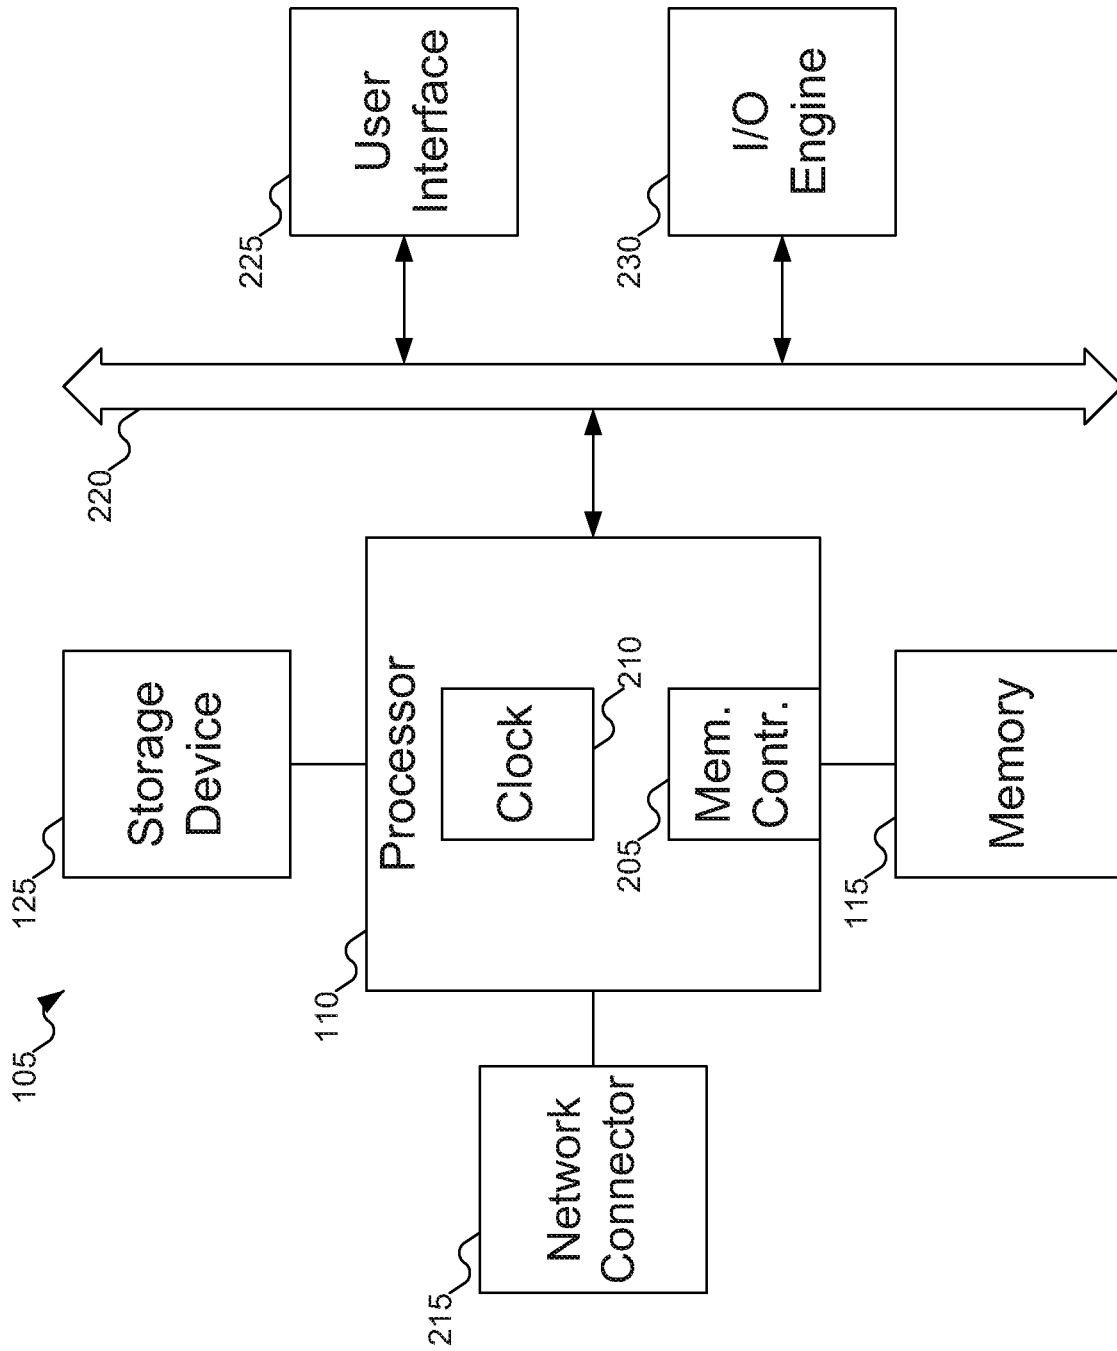 105
125
Storage
Device
110
Processor
Clock
210
205
Mem.
Contr.
115
Memory
215
Network
Connector
220
225
User
Interface
230
I/O
Engine